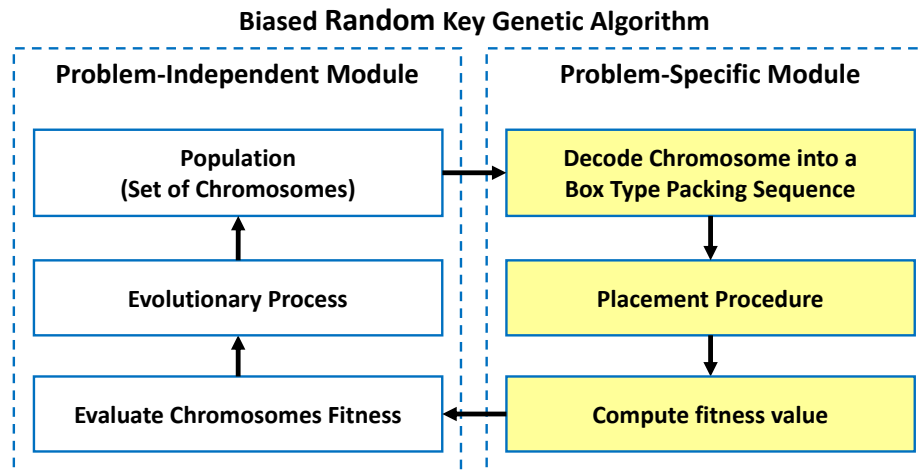 Biased Random Key Genetic Algorithm
Problem-Independent Module
Problem-Specific Module
Population
(Set of Chromosomes)
Decode Chromosome into a
Box Type Packing Sequence
Evolutionary Process
Placement Procedure
Evaluate Chromosomes Fitness
Compute fitness value